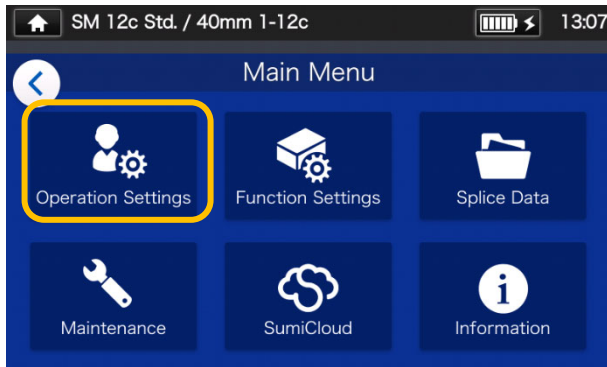 SM 12c Std. / 40mm 1-12c 13:07
Main Menu
Operation Settings Function Settings Splice Data
Maintenance SumiCloud Information